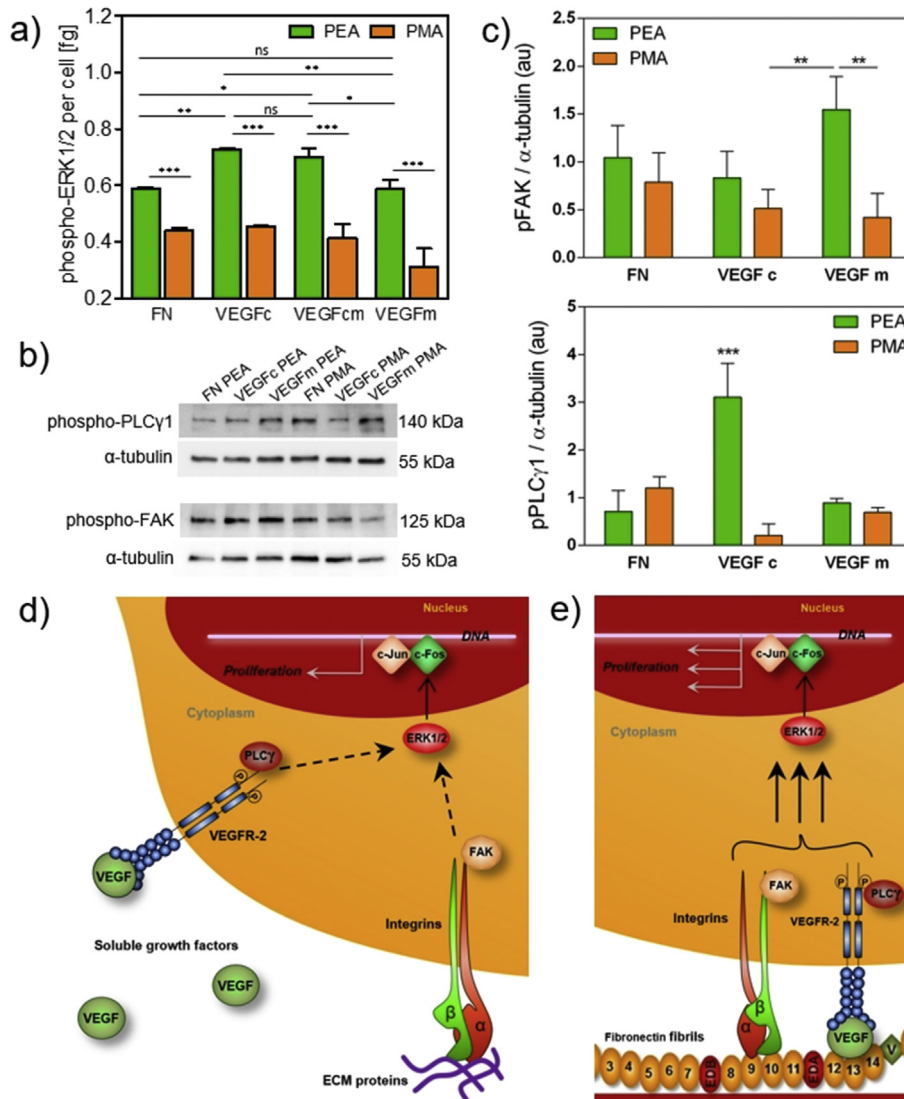 a)
PEA PMA
phospho-ERK1/2 per cell [fg]
1.2
1.0
0.8
0.6
0.4
0.2
ns
**
*
*
** ns
*** *** *** ***
FN VEGFc VEGFcm VEGFm
b)
FN PEA VEGFc PEA VEGFm PEA FN PMA VEGFc PMA VEGFm PMA
phospho-PLCγ1 140 kDa
α-tubulin 55 kDa
phospho-FAK 125 kDa
α-tubulin 55 kDa
c)
PEA
PMA
pFAK / α-tubulin (au)
2.5
2.0
1.5
1.0
0.5
0.0
** **
FN VEGF c VEGF m
PEA
PMA
pPLCγ1 / α-tubulin (au)
5
4
3
2
1
0
***
FN VEGF c VEGF m
d)
Nucleus
DNA
c-Jun c-Fos
Proliferation
Cytoplasm
ERK1/2
PLCγ
P
P
VEGFR-2
VEGF
FAK
Integrins
Soluble growth factors
VEGF
VEGF
β
α
ECM proteins
e)
Nucleus
DNA
c-Jun c-Fos
Proliferation
Cytoplasm
ERK1/2
FAK
P P
PLCγ
Integrins
VEGFR-2
β
α
VEGF
Fibronectin fibrils
3 4 5 6 7 EDB 8 9 10 11 EDA 12 13 14 V